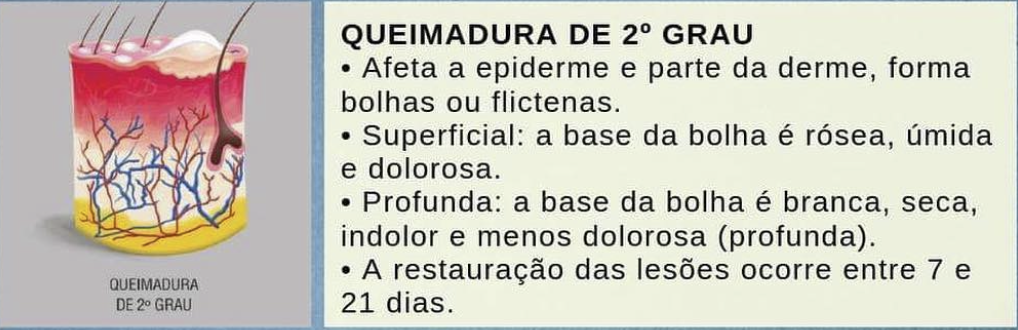 QUEIMADURA
DE 2º GRAU
QUEIMADURA DE 2º GRAU
• Afeta a epiderme e parte da derme, forma
bolhas ou flictenas.
• Superficial: a base da bolha é rósea, úmida
e dolorosa.
• Profunda: a base da bolha é branca, seca,
indolor e menos dolorosa (profunda).
• A restauração das lesões ocorre entre 7 e
21 dias.